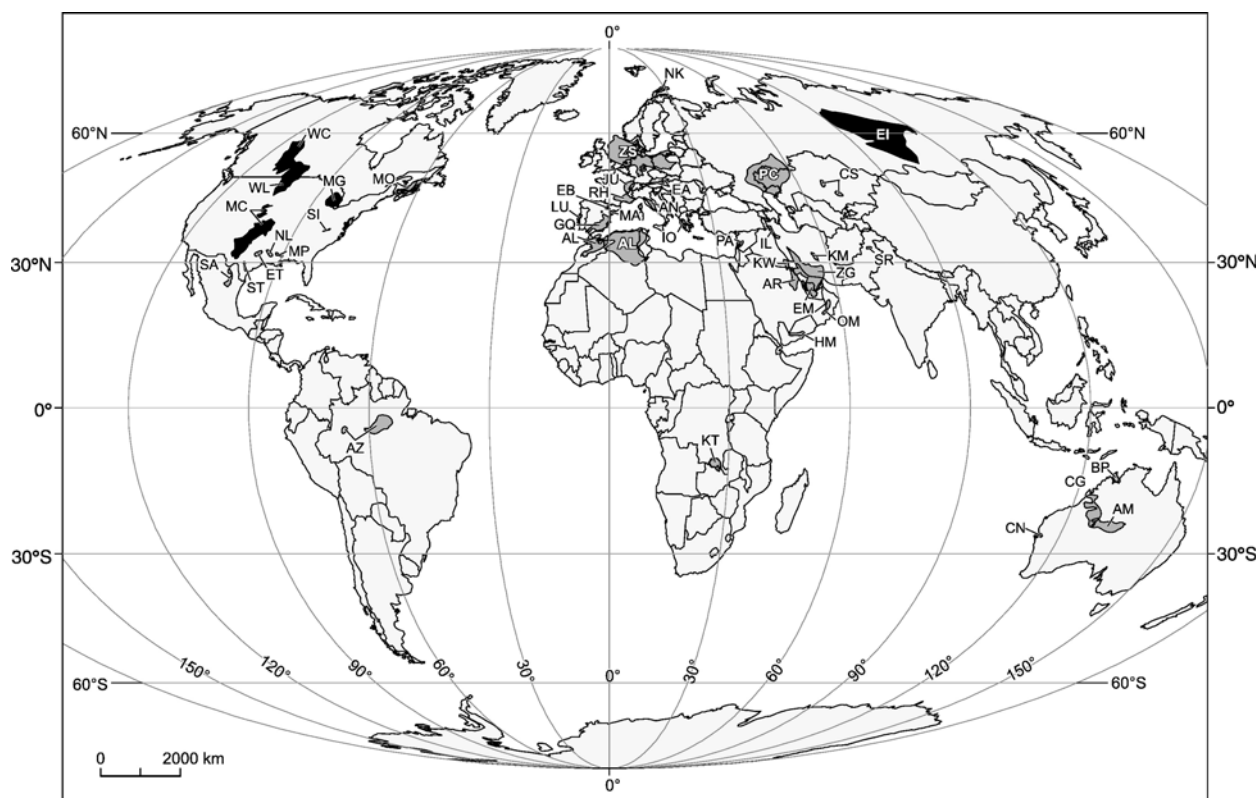 0°
NK
60°N
WC
EI
60°N
ZS
MG
MO
JU
PC
CS
WL
EB
RH
EA
MC
SI
LU
AN
NL
GQ
MA
MP
AL
AL
IO
PA
IL
30°N
SA
ET
KW
KM
SR
30°N
ST
AR
ZG
EM
OM
HM
0°
0°
AZ
KT
BP
CG
AM
CN
30°S
30°S
150°
120°
90°
60°
30°
0°
30°
60°
90°
120°
150°
60°S
60°S
0 2000 km
0°